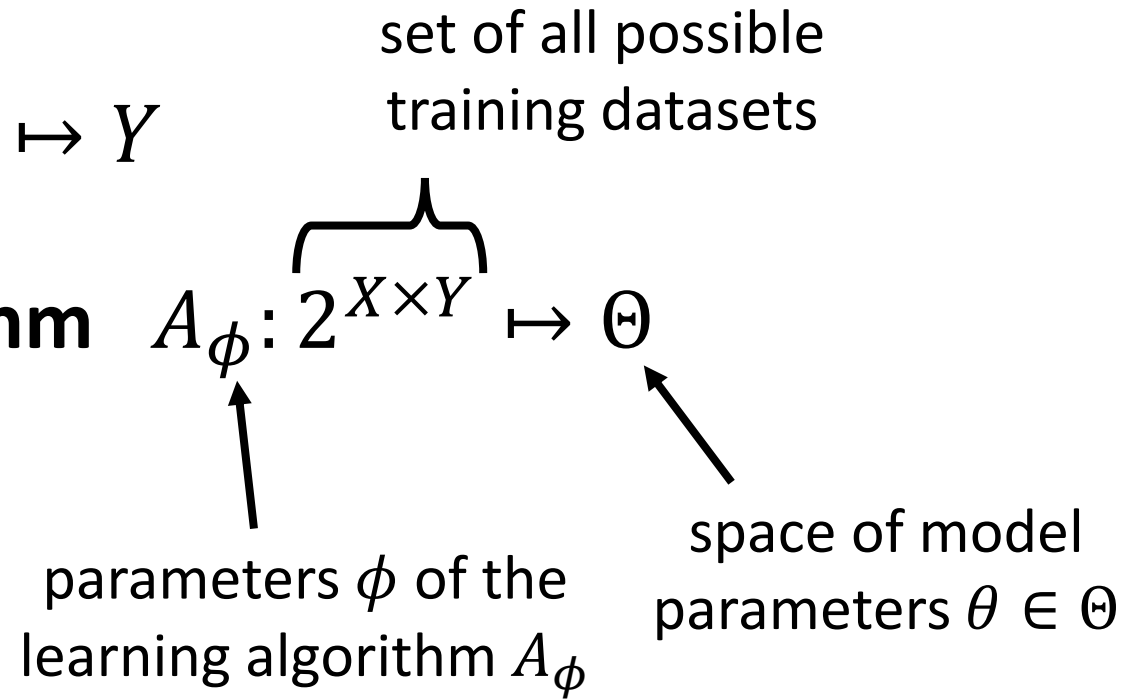 set of all possible
training datasets
↦ Y
A_ϕ: 2^{X×Y} ↦ Θ
space of model
parameters θ ∈ Θ
parameters ϕ of the
learning algorithm A_ϕ